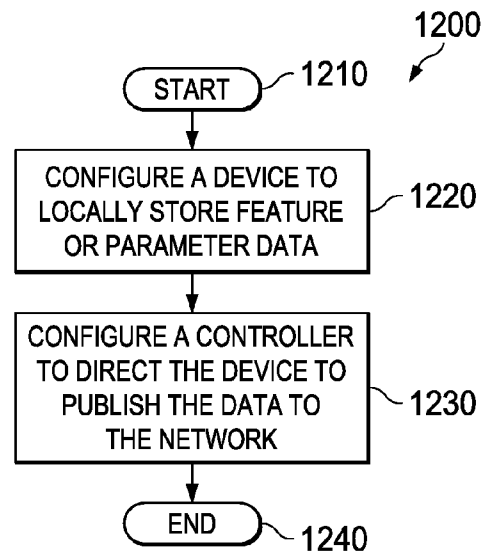 1200
START
1210
CONFIGURE A DEVICE TO
LOCALLY STORE FEATURE
OR PARAMETER DATA
1220
CONFIGURE A CONTROLLER
TO DIRECT THE DEVICE TO
PUBLISH THE DATA TO
THE NETWORK
1230
END
1240